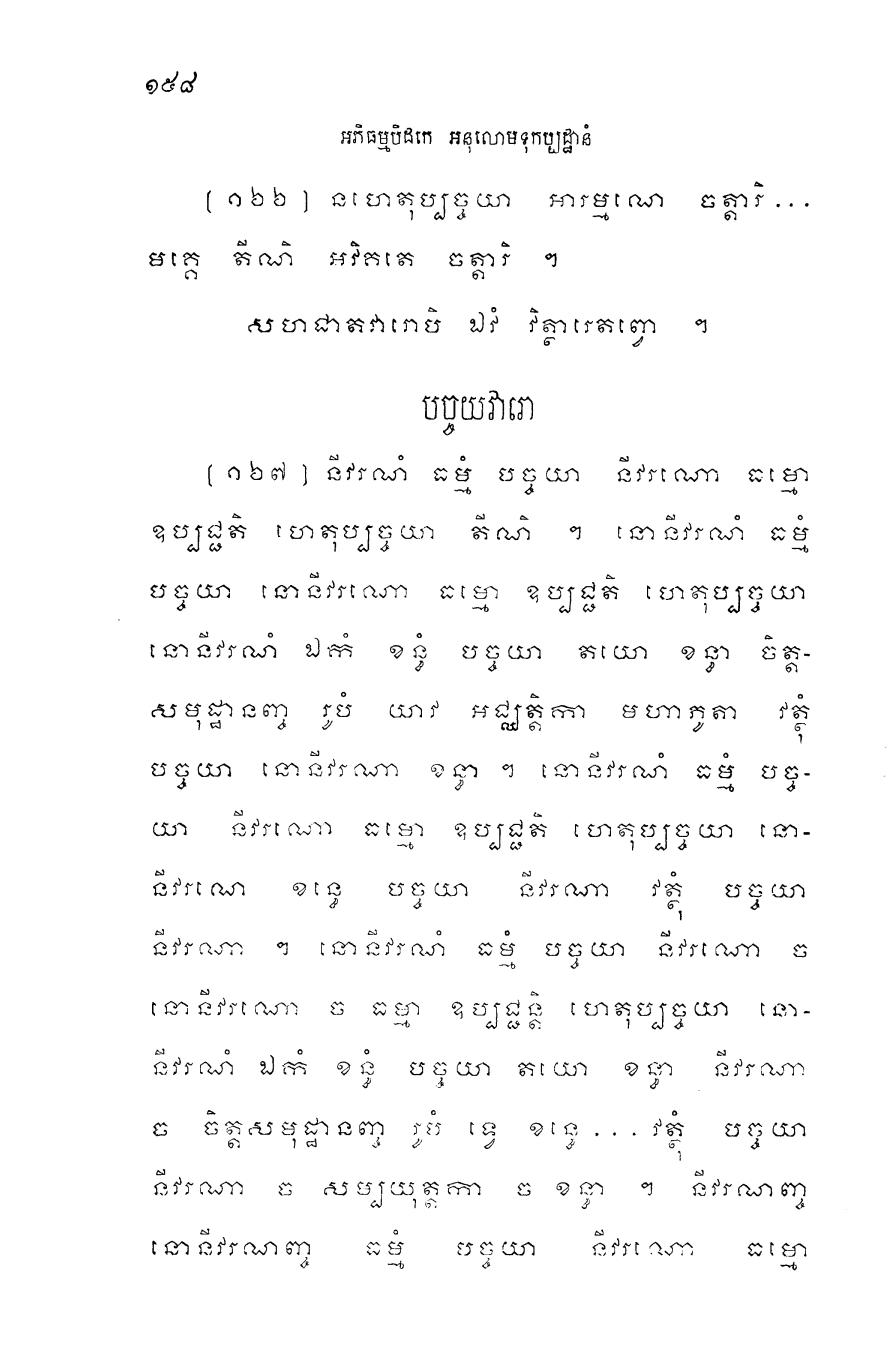 ១៥៨
អភិធម្មបិដកេ អនុលោមទុកប្បដ្ឋានំ
[ ១៦៦ ] នហេតុប្បច្ចយា អារម្មណេ ចត្តារិ ...
មគ្គេ តីណិ អវិគតេ ចត្តារិ ។
សហជាតវារោបិ ឯវំ វិត្ថារេតព្វោ ។
បច្ចយវារោ
[ ១៦៧ ] នីវរណំ ធម្មំ បច្ចយា នីវរណោ ធម្មោ
ឧប្បជ្ជតិ ហេតុប្បច្ចយា តីណិ ។ នោនីវរណំ ធម្មំ
បច្ចយា នោនីវរណោ ធម្មោ ឧប្បជ្ជតិ ហេតុប្បច្ចយា
នោនីវរណំ ឯកំ ខន្ធំ បច្ចយា តយោ ខន្ធា ចិត្ត-
សមុដ្ឋានញ្ច រូបំ យាវ អជ្ឈត្តិកា មហាភូតា វត្ថុំ
បច្ចយា នោនីវរណា ខន្ធា ។ នោនីវរណំ ធម្មំ បច្ច-
យា នីវរណោ ធម្មោ ឧប្បជ្ជតិ ហេតុប្បច្ចយា នោ-
នីវរណេ ខន្ធេ បច្ចយា នីវរណា វត្ថុំ បច្ចយា
នីវរណា ។ នោនីវរណំ ធម្មំ បច្ចយា នីវរណោ ច
នោនីវរណោ ច ធម្មា ឧប្បជ្ជន្តិ ហេតុប្បច្ចយា នោ-
នីវរណំ ឯកំ ខន្ធំ បច្ចយា តយោ ខន្ធា នីវរណា
ច ចិត្តសមុដ្ឋានញ្ច រូបំ ទ្វេ ខន្ធេ ... វត្ថុំ បច្ចយា
នីវរណា ច សម្បយុត្តកា ច ខន្ធា ។ នីវរណញ្ច
នោនីវរណញ្ច ធម្មំ បច្ចយា នីវរណោ ធម្មោ